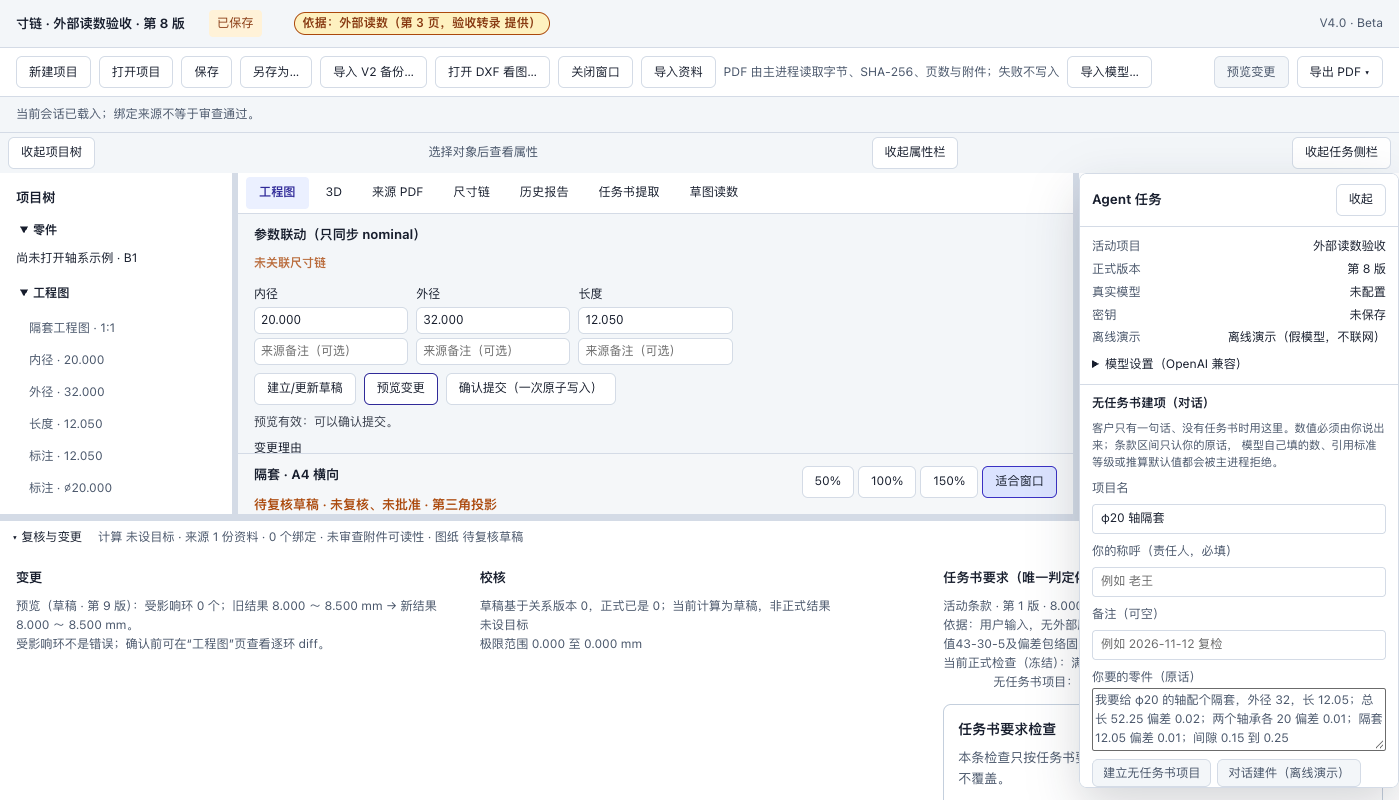 寸链 · 外部读数验收 · 第 8 版
已保存
依据：外部读数（第 3 页，验收转录 提供）
V4.0 · Beta
新建项目
打开项目
保存
另存为…
导入 V2 备份…
打开 DXF 看图…
关闭窗口
导入资料
PDF 由主进程读取字节、SHA-256、页数与附件；失败不写入
导入模型…
预览变更
导出 PDF ▾
当前会话已载入；绑定来源不等于审查通过。
收起项目树
选择对象后查看属性
收起属性栏
收起任务侧栏
项目树
▼ 零件
尚未打开轴系示例 · B1
▼ 工程图
隔套工程图 · 1:1
内径 · 20.000
外径 · 32.000
长度 · 12.050
标注 · 12.050
标注 · ⌀20.000
工程图
3D
来源 PDF
尺寸链
历史报告
任务书提取
草图读数
参数联动（只同步 nominal）
未关联尺寸链
内径
外径
长度
20.000
32.000
12.050
来源备注（可选）
来源备注（可选）
来源备注（可选）
建立/更新草稿
预览变更
确认提交（一次原子写入）
预览有效：可以确认提交。
变更理由
隔套 · A4 横向
50%
100%
150%
适合窗口
待复核草稿 · 未复核、未批准 · 第三角投影
Agent 任务
收起
活动项目
外部读数验收
正式版本
第 8 版
真实模型
未配置
密钥
未保存
离线演示
离线演示（假模型，不联网）
▶ 模型设置（OpenAI 兼容）
无任务书建项（对话）
客户只有一句话、没有任务书时用这里。数值必须由你说出
来；条款区间只认你的原话， 模型自己填的数、引用标准
等级或推算默认值都会被主进程拒绝。
项目名
φ20 轴隔套
你的称呼（责任人，必填）
例如 老王
备注（可空）
例如 2026-11-12 复检
你要的零件（原话）
我要给 φ20 的轴配个隔套，外径 32，长 12.05；总
长 52.25 偏差 0.02；两个轴承各 20 偏差 0.01；隔套
12.05 偏差 0.01；间隙 0.15 到 0.25
建立无任务书项目
对话建件（离线演示）
▾ 复核与变更
计算 未设目标 · 来源 1 份资料 · 0 个绑定 · 未审查附件可读性 · 图纸 待复核草稿
变更
预览（草稿 · 第 9 版）：受影响环 0 个；旧结果 8.000 ～ 8.500 mm → 新结果
8.000 ～ 8.500 mm。
受影响环不是错误；确认前可在“工程图”页查看逐环 diff。
校核
草稿基于关系版本 0，正式已是 0；当前计算为草稿，非正式结果
未设目标
极限范围 0.000 至 0.000 mm
任务书要求（唯一判定
活动条款 · 第 1 版 · 8.000
依据：用户输入，无外部
值43-30-5及偏差包络固
当前正式检查（冻结）：
无任务书项目：
任务书要求检查
本条检查只按任务书
不覆盖。